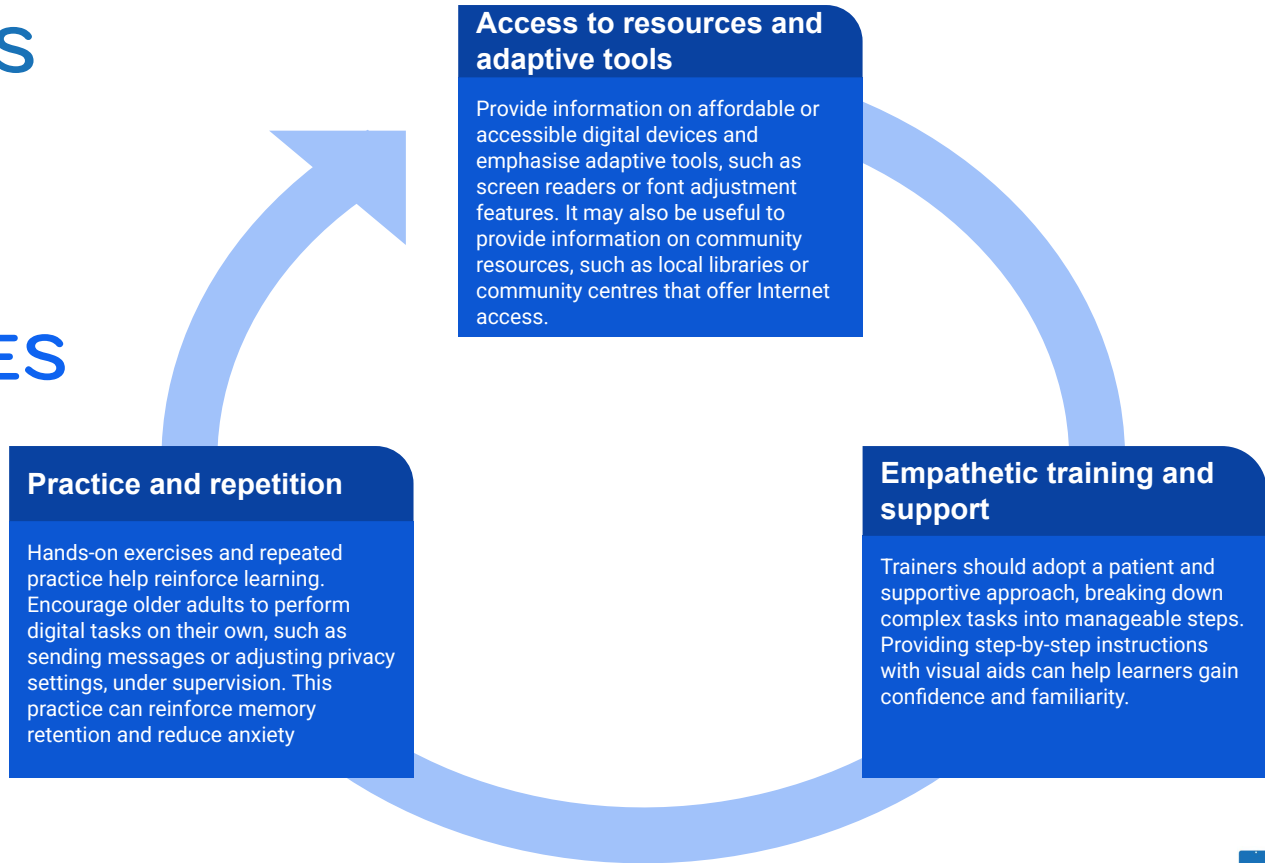 S
ES
Access to resources and
adaptive tools
Provide information on affordable or
accessible digital devices and
emphasise adaptive tools, such as
screen readers or font adjustment
features. It may also be useful to
provide information on community
resources, such as local libraries or
community centres that offer Internet
access.
Empathetic training and
support
Trainers should adopt a patient and
supportive approach, breaking down
complex tasks into manageable steps.
Providing step-by-step instructions
with visual aids can help learners gain
confidence and familiarity.
Practice and repetition
Hands-on exercises and repeated
practice help reinforce learning.
Encourage older adults to perform
digital tasks on their own, such as
sending messages or adjusting privacy
settings, under supervision. This
practice can reinforce memory
retention and reduce anxiety